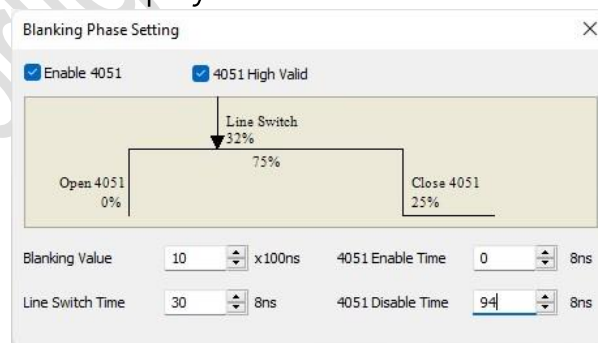 Blanking Phase Setting
Enable 4051 4051 High Valid
Line Switch
32%
75%
Open 4051
0%
Close 4051
25%
Blanking Value 10 x100ns 4051 Enable Time 0 8ns
Line Switch Time 30 8ns 4051 Disable Time 94 8ns